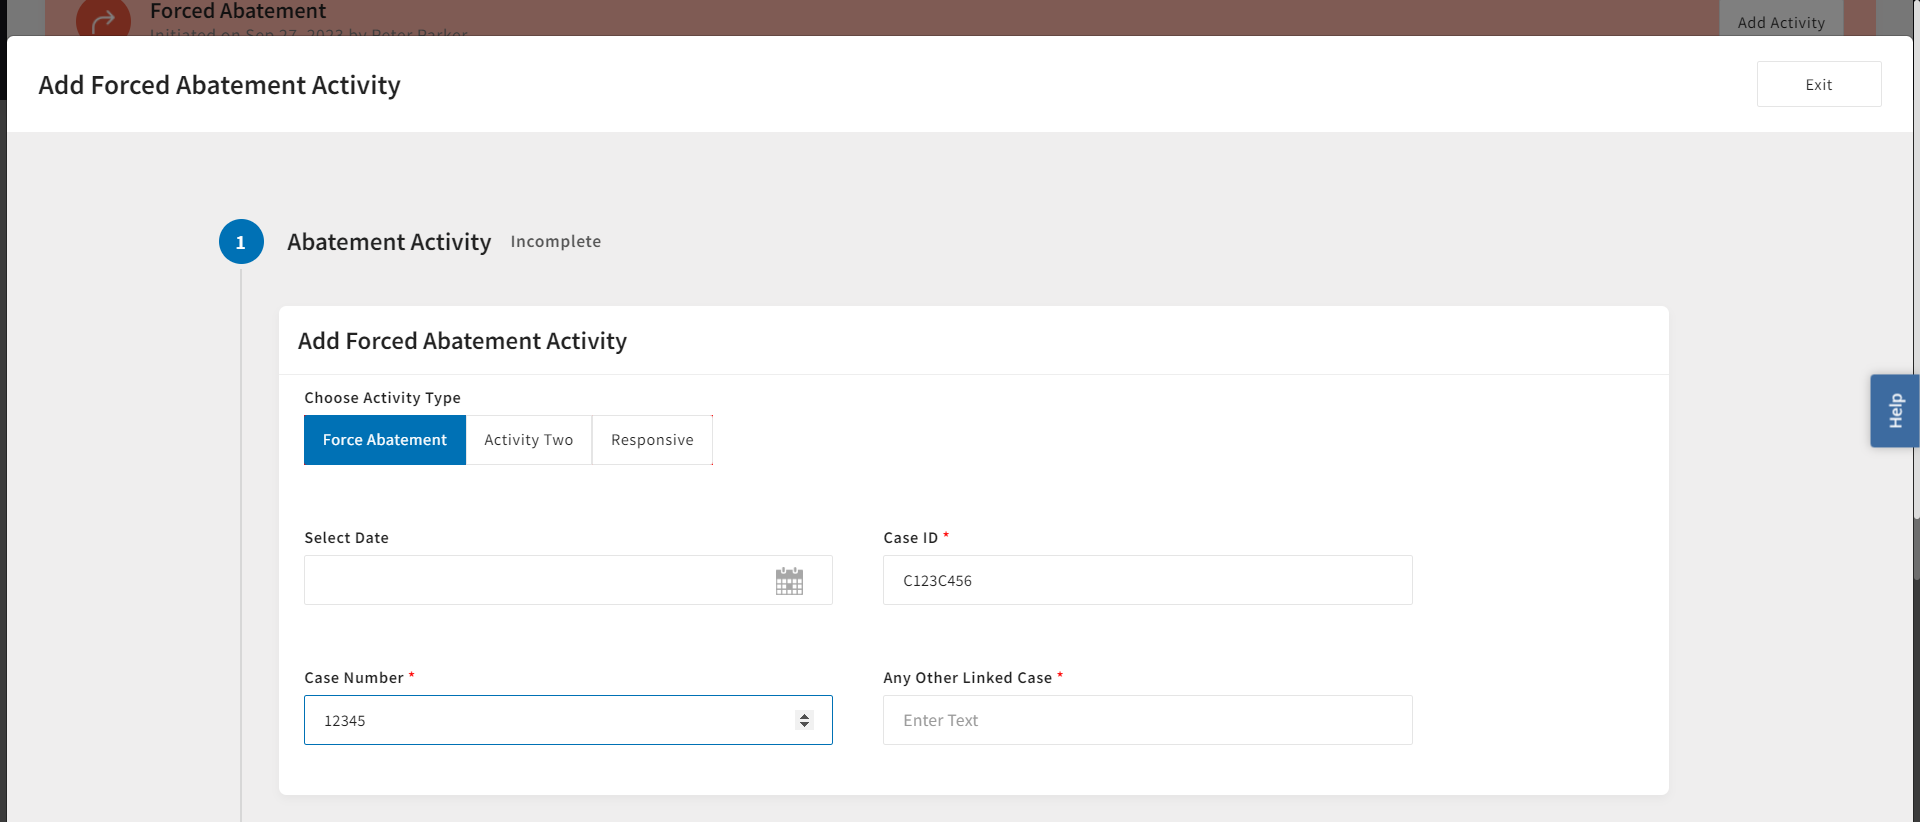 Forced Abatement
Initiated on Sep 27, 2023 by Peter Parker
Add Activity
Add Forced Abatement Activity
Exit
1
Abatement Activity Incomplete
Add Forced Abatement Activity
Choose Activity Type
Force Abatement Activity Two Responsive
Help
Select Date
Case ID *
C123C456
Case Number *
Any Other Linked Case *
12345
Enter Text